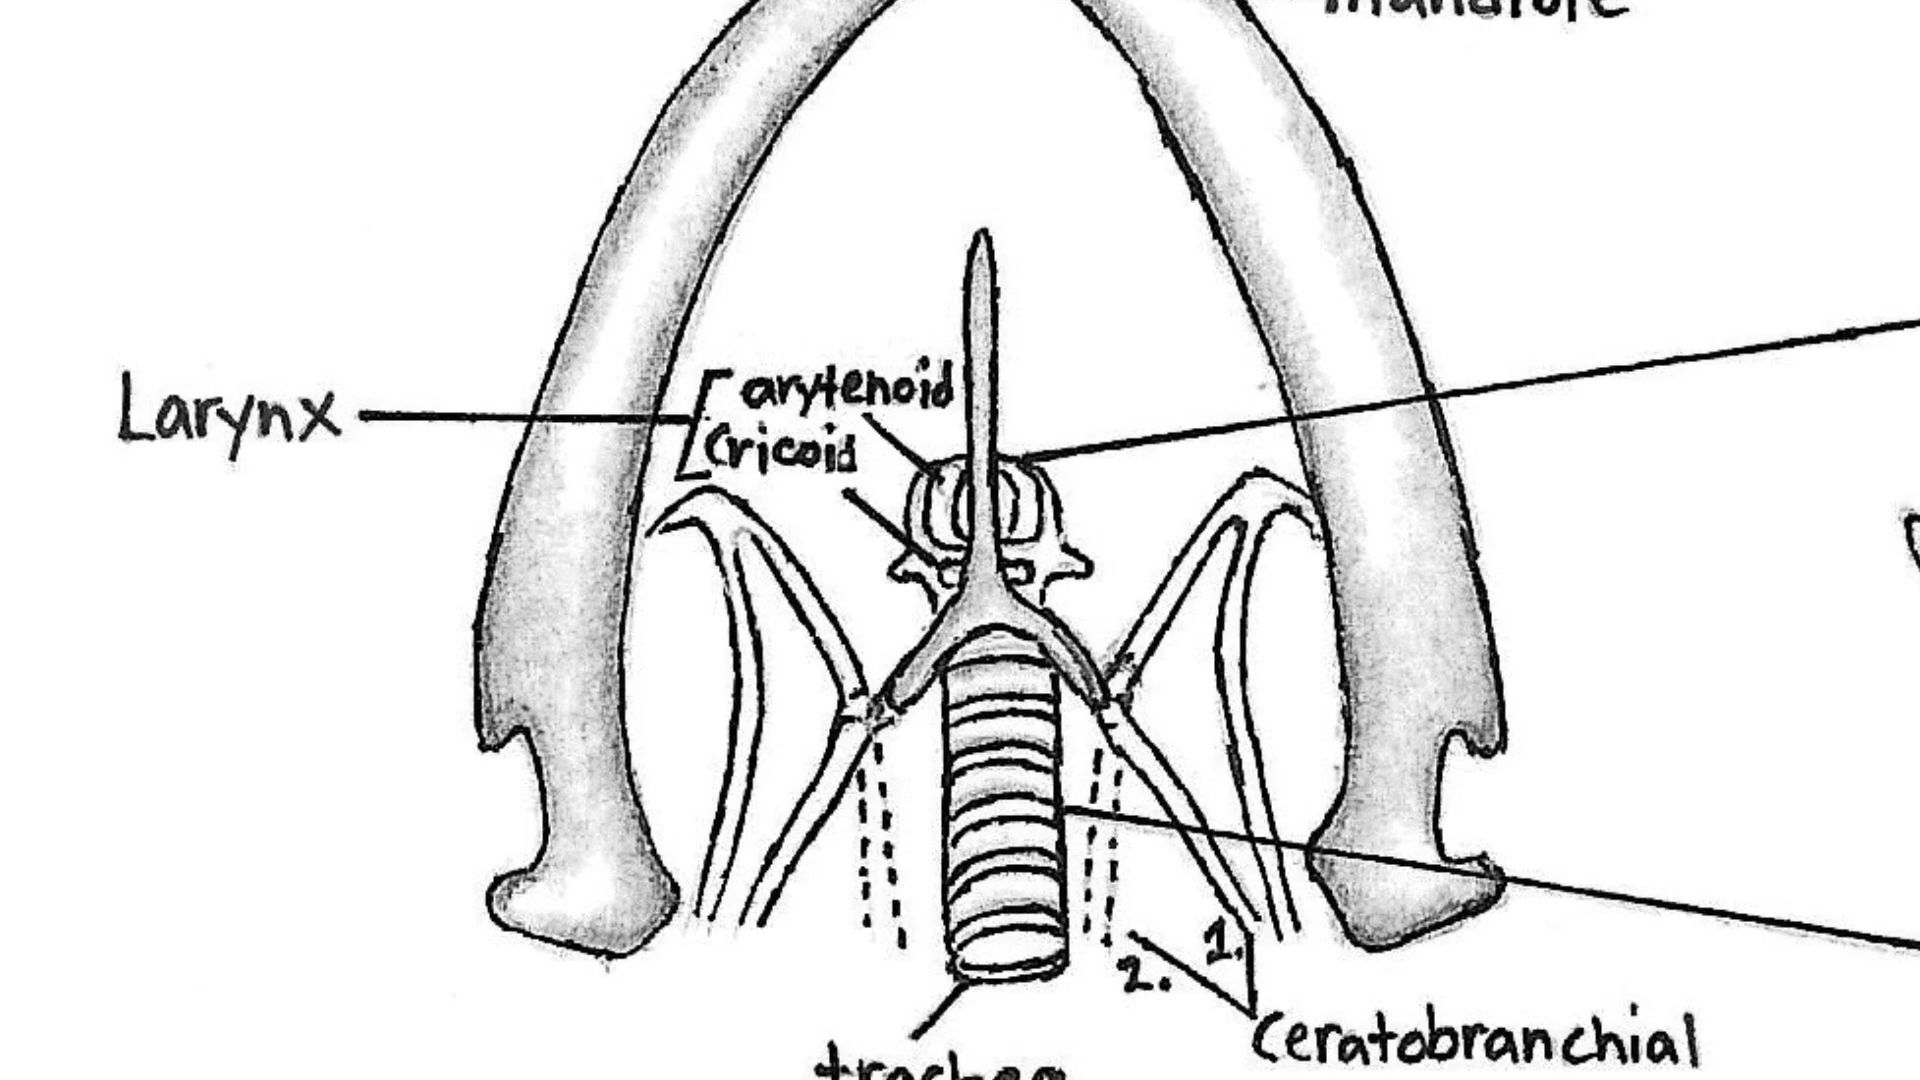 mandible
Larynx
arytenoid
Cricoid
1.
2.
Ceratobranchial
trachea